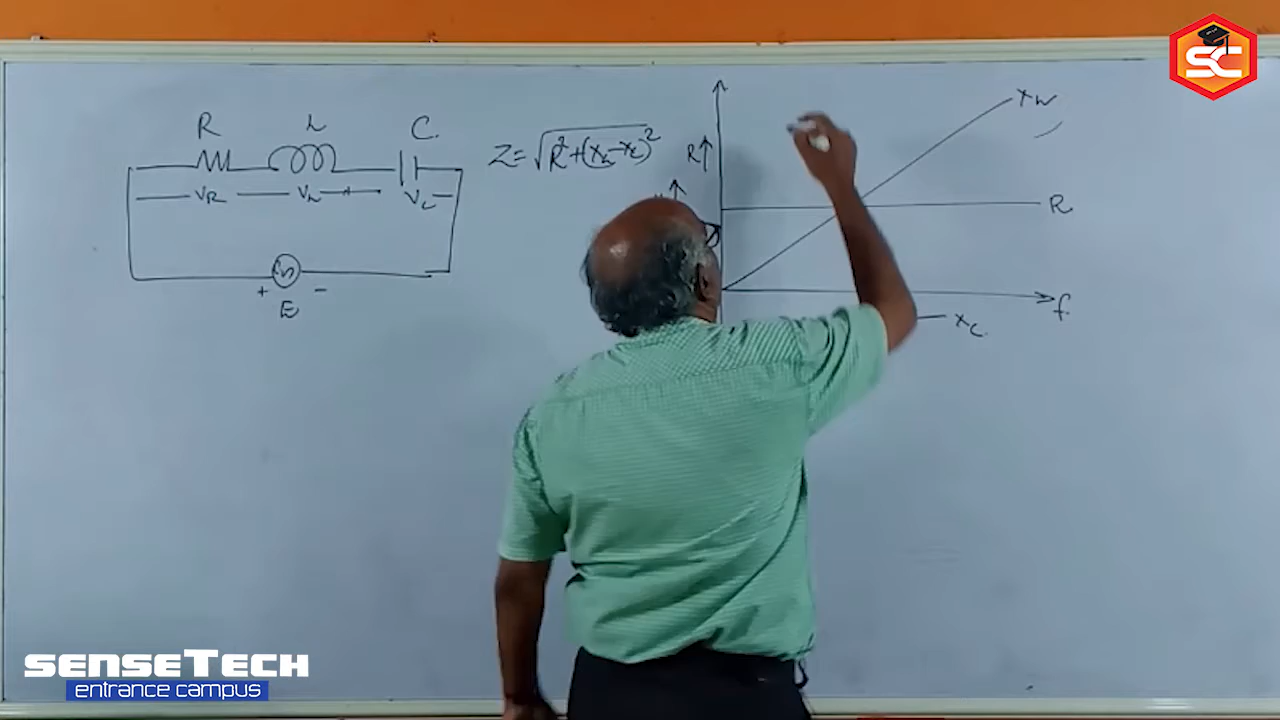 R L C
VR VL VC
+ E -
Z = √R²+(XL-XC)²
R↑
XL
R
f
XC
SC
SENSETECH
entrance campus